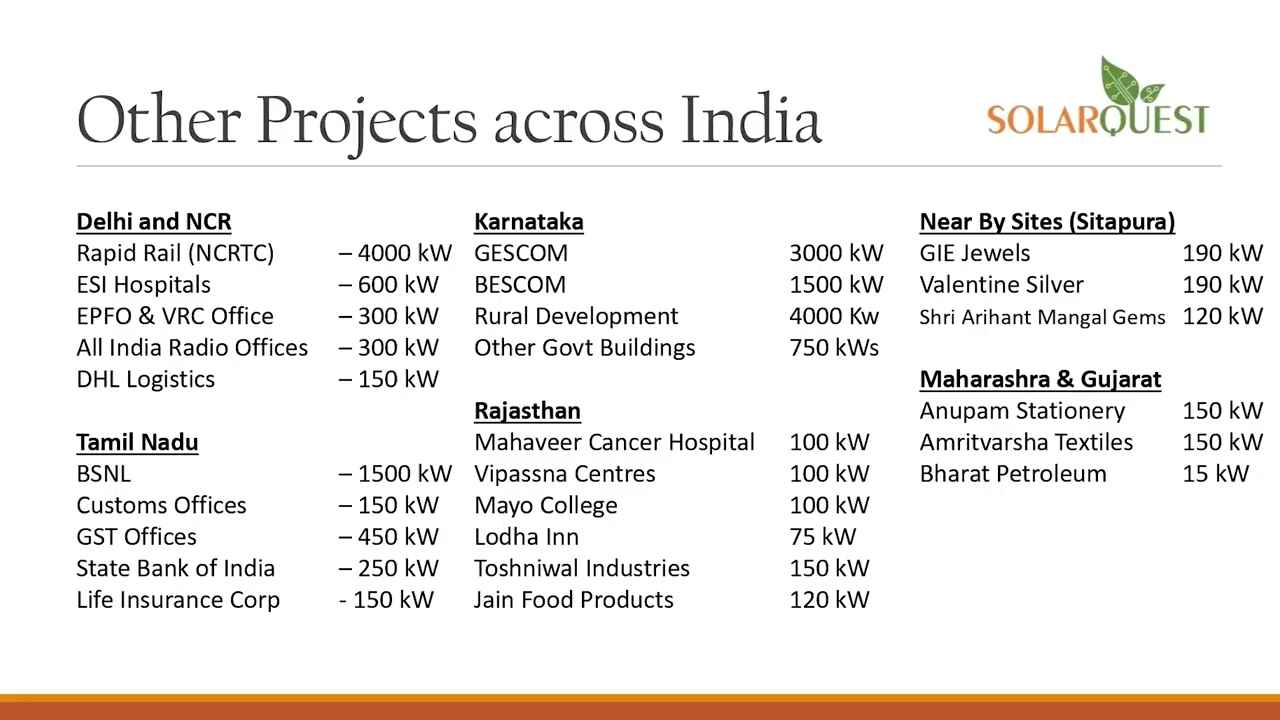 Other Projects across India
SOLARQUEST
Delhi and NCR
Rapid Rail (NCRTC) – 4000 kW
ESI Hospitals – 600 kW
EPFO & VRC Office – 300 kW
All India Radio Offices – 300 kW
DHL Logistics – 150 kW
Tamil Nadu
BSNL – 1500 kW
Customs Offices – 150 kW
GST Offices – 450 kW
State Bank of India – 250 kW
Life Insurance Corp - 150 kW
Karnataka
GESCOM 3000 kW
BESCOM 1500 kW
Rural Development 4000 Kw
Other Govt Buildings 750 kWs
Rajasthan
Mahaveer Cancer Hospital 100 kW
Vipassna Centres 100 kW
Mayo College 100 kW
Lodha Inn 75 kW
Toshniwal Industries 150 kW
Jain Food Products 120 kW
Near By Sites (Sitapura)
GIE Jewels 190 kW
Valentine Silver 190 kW
Shri Arihant Mangal Gems 120 kW
Maharashra & Gujarat
Anupam Stationery 150 kW
Amritvarsha Textiles 150 kW
Bharat Petroleum 15 kW